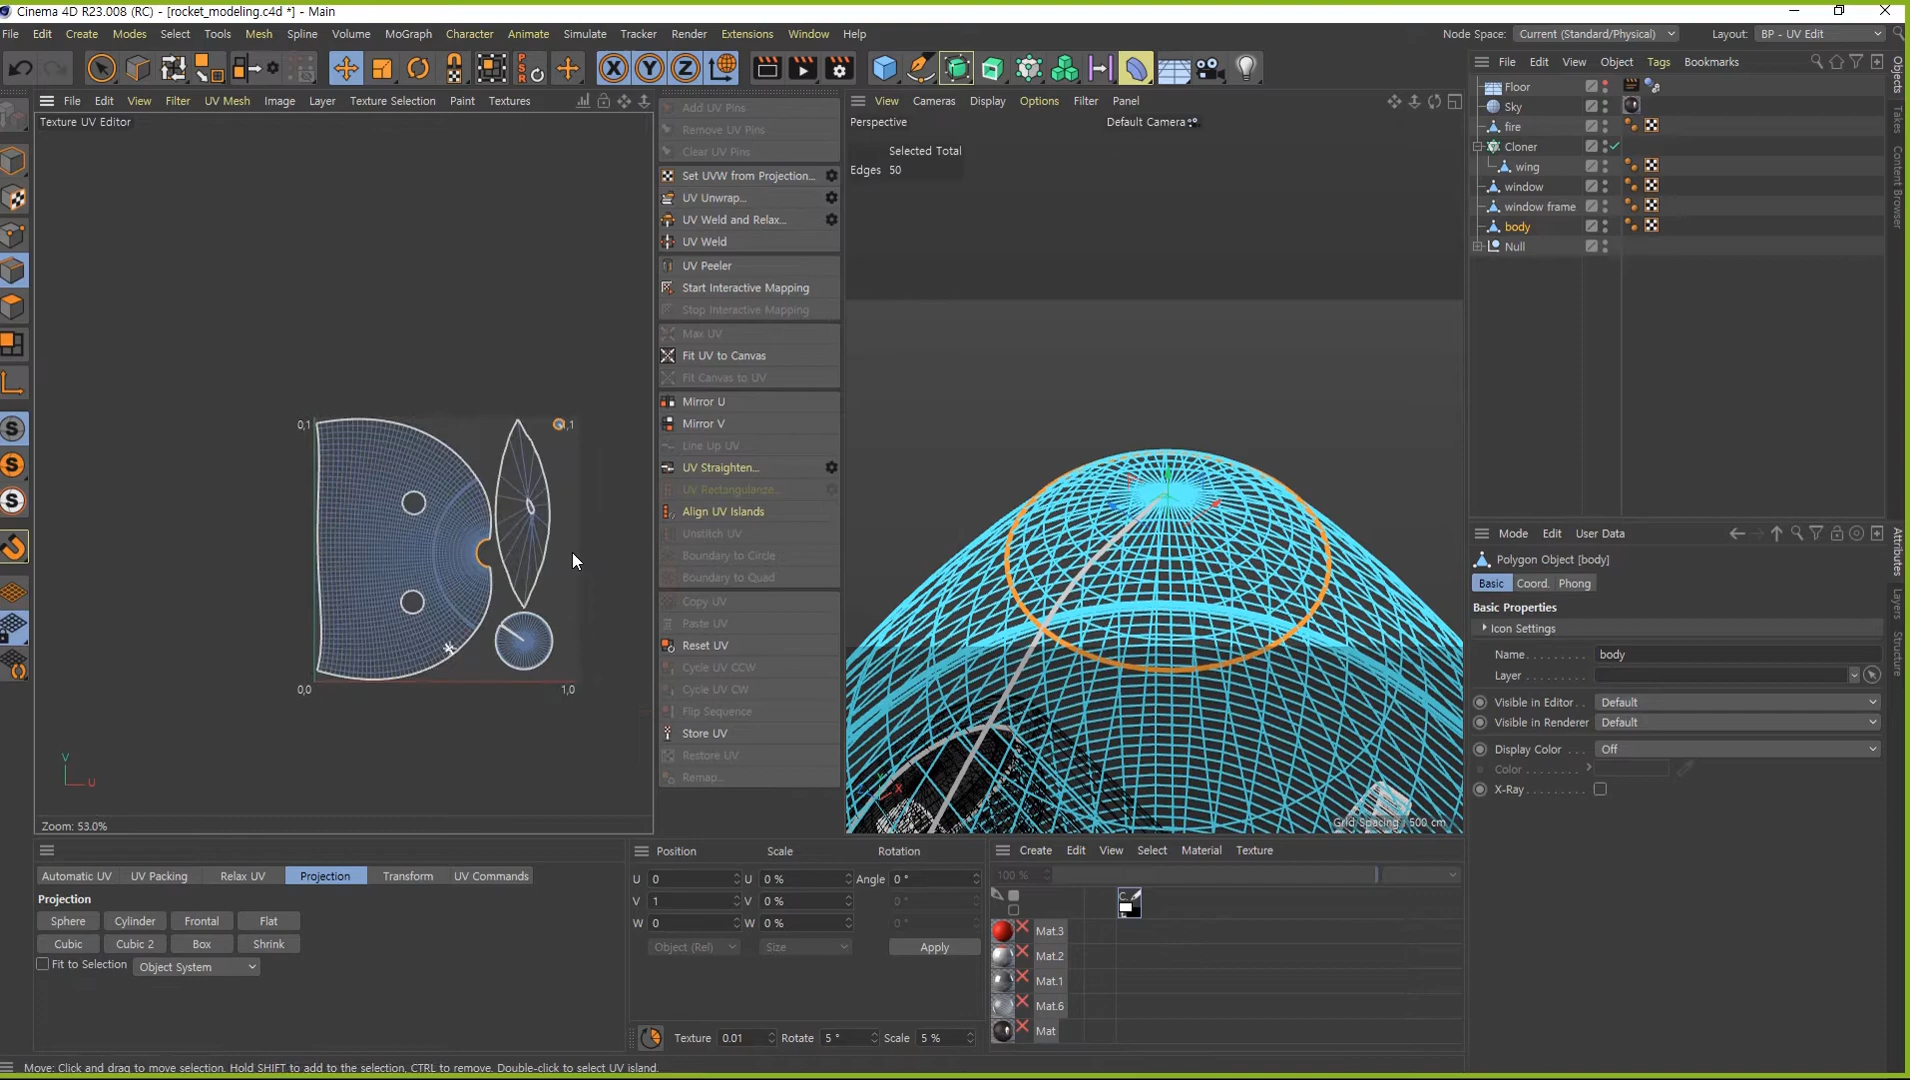 Cinema 4D R23.008 (RC) - [rocket_modeling.c4d *] - Main
File Edit Create Modes Select Tools Mesh Spline Volume MoGraph Character Animate Simulate Tracker Render Extensions Window Help
Node Space: Current (Standard/Physical) Layout: BP - UV Edit
File Edit View Filter UV Mesh Image Layer Texture Selection Paint Textures
Texture UV Editor
0,1
0,0
1,0
V
U
Zoom: 53.0%
Add UV Pins
Remove UV Pins
Clear UV Pins
Set UVW from Projection...
UV Unwrap...
UV Weld and Relax...
UV Weld
UV Peeler
Start Interactive Mapping
Stop Interactive Mapping
Max UV
Fit UV to Canvas
Fit Canvas to UV
Mirror U
Mirror V
Line Up UV
UV Straighten...
UV Rectangularize...
Align UV Islands
Unstitch UV
Boundary to Circle
Boundary to Quad
Copy UV
Paste UV
Reset UV
Cycle UV CCW
Cycle UV CW
Flip Sequence
Store UV
Restore UV
Remap...
View Cameras Display Options Filter Panel
Perspective
Default Camera
Selected Total
Edges 50
Grid Spacing : 500 cm
File Edit View Object Tags Bookmarks
Floor
Sky
fire
Cloner
wing
window
window frame
body
Null
Objects
Takes
Content Browser
Mode Edit User Data
Polygon Object [body]
Basic Coord. Phong
Basic Properties
Icon Settings
Name body
Layer
Visible in Editor Default
Visible in Renderer Default
Display Color Off
Color
X-Ray
Attributes
Layers
Structure
Automatic UV UV Packing Relax UV Projection Transform UV Commands
Projection
Sphere Cylinder Frontal Flat
Cubic Cubic 2 Box Shrink
Fit to Selection Object System
Position Scale Rotation
U 0 U 0 % Angle 0 °
V 1 V 0 % 0 °
W 0 W 0 % 0 °
Object (Rel) Size Apply
Texture 0.01 Rotate 5 ° Scale 5 %
Create Edit View Select Material Texture
100 %
Mat.3
Mat.2
Mat.1
Mat.6
Mat
Move: Click and drag to move selection. Hold SHIFT to add to the selection, CTRL to remove. Double-click to select UV island.